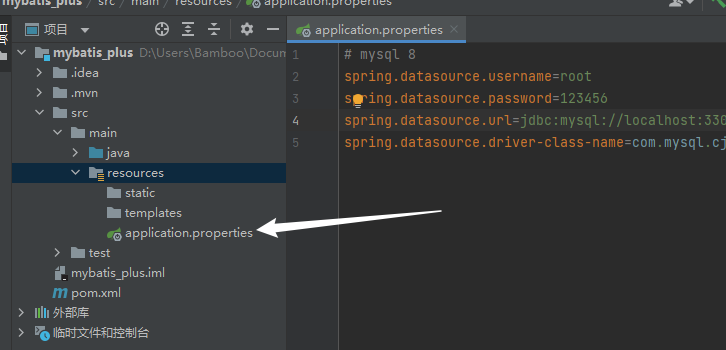 mybatis_plus / src / main / resources / application.properties
项目
application.properties
mybatis_plus D:\Users\Bamboo\Docum
.idea
.mvn
src
main
java
resources
static
templates
application.properties
test
mybatis_plus.iml
pom.xml
外部库
临时文件和控制台
1 # mysql 8
2 spring.datasource.username=root
3 spring.datasource.password=123456
4 spring.datasource.url=jdbc:mysql://localhost:330
5 spring.datasource.driver-class-name=com.mysql.cj